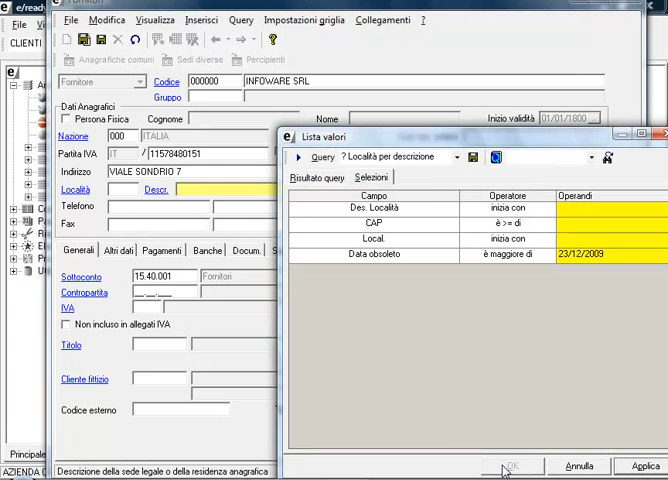 e/ready
Fornitori
File
CLIENTI
File Modifica Visualizza Inserisci Query Impostazioni griglia Collegamenti ?
Anagrafiche comuni Sedi diverse Percipienti
Fornitore Codice 000000 INFOWARE SRL
Gruppo
Dati Anagrafici
Persona Fisica Cognome Nome Inizio validità 01/01/1800 ...
Nazione 000 ITALIA
Partita IVA IT / 11578480151
Indirizzo VIALE SONDRIO 7
Località Descr.
Telefono
Fax
Generali Altri dati Pagamenti Banche Docum.
Sottoconto 15.40.001 Fornitori
Contropartita __.__.___
IVA
Non incluso in allegati IVA
Titolo
Cliente fittizio
Codice esterno
Principale
AZIENDA
Descrizione della sede legale o della residenza anagrafica
Lista valori
Query ? Località per descrizione
Risultato query Selezioni
Campo Operatore Operandi
Des. Località inizia con
CAP è >= di
Local. inizia con
Data obsoleto è maggiore di 23/12/2009
OK Annulla Applica